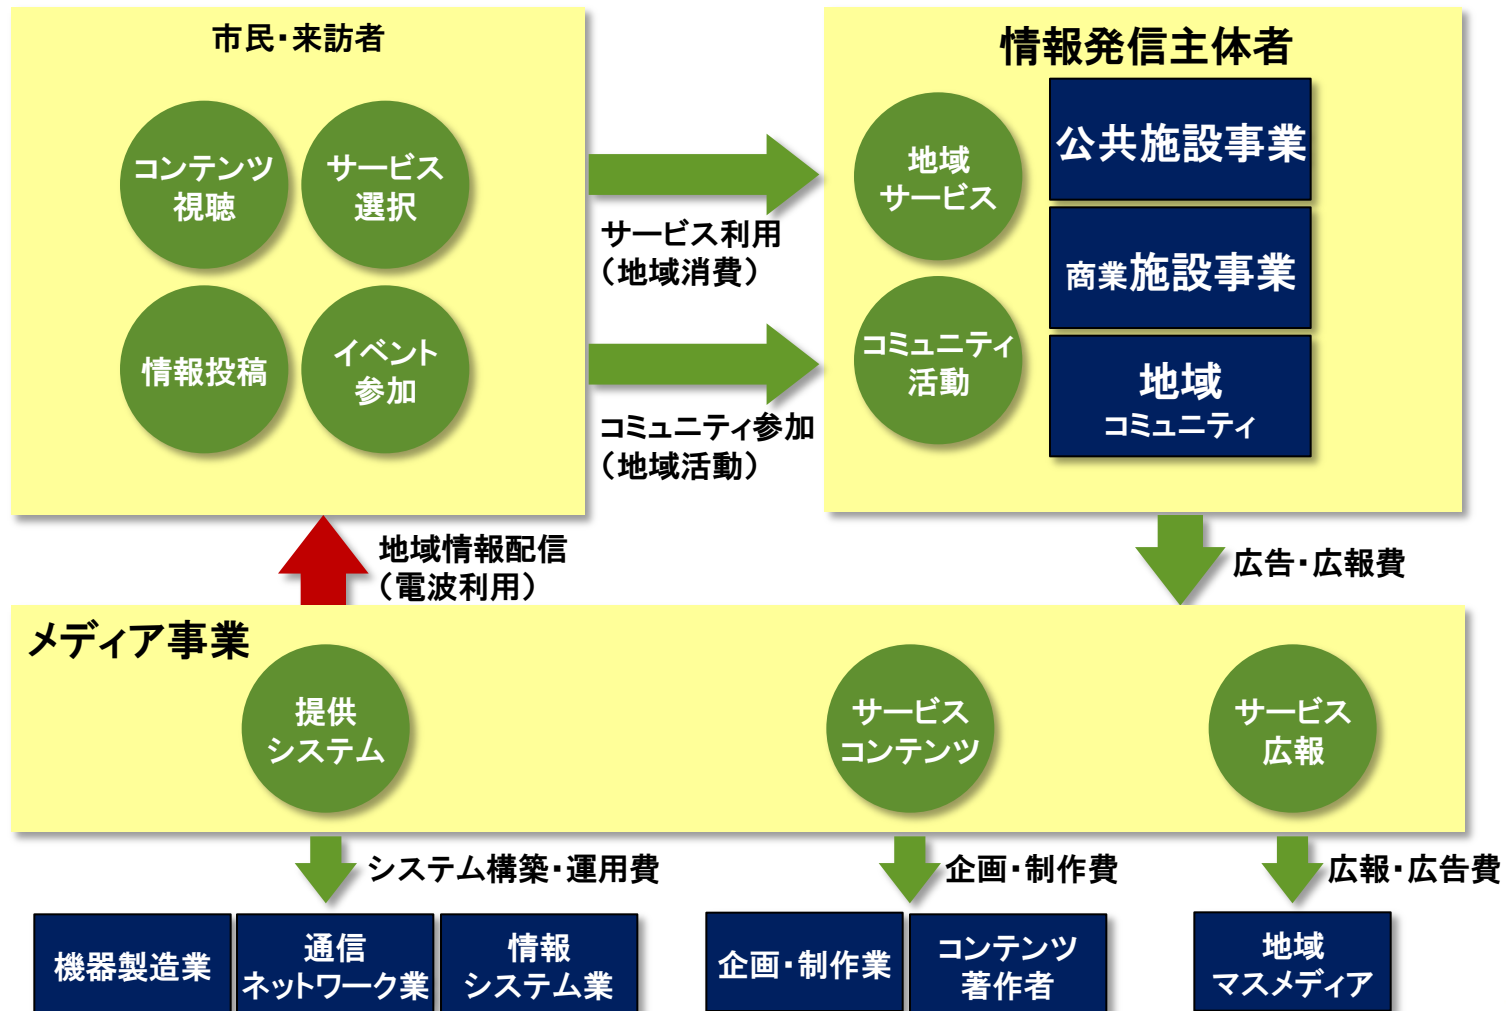 市民・来訪者
コンテンツ
視聴
サービス
選択
情報投稿
イベント
参加
サービス利用
（地域消費）
コミュニティ参加
（地域活動）
情報発信主体者
地域
サービス
コミュニティ
活動
公共施設事業
商業施設事業
地域
コミュニティ
地域情報配信
（電波利用）
広告・広報費
メディア事業
提供
システム
サービス
コンテンツ
サービス
広報
システム構築・運用費
企画・制作費
広報・広告費
機器製造業
通信
ネットワーク業
情報
システム業
企画・制作業
コンテンツ
著作者
地域
マスメディア